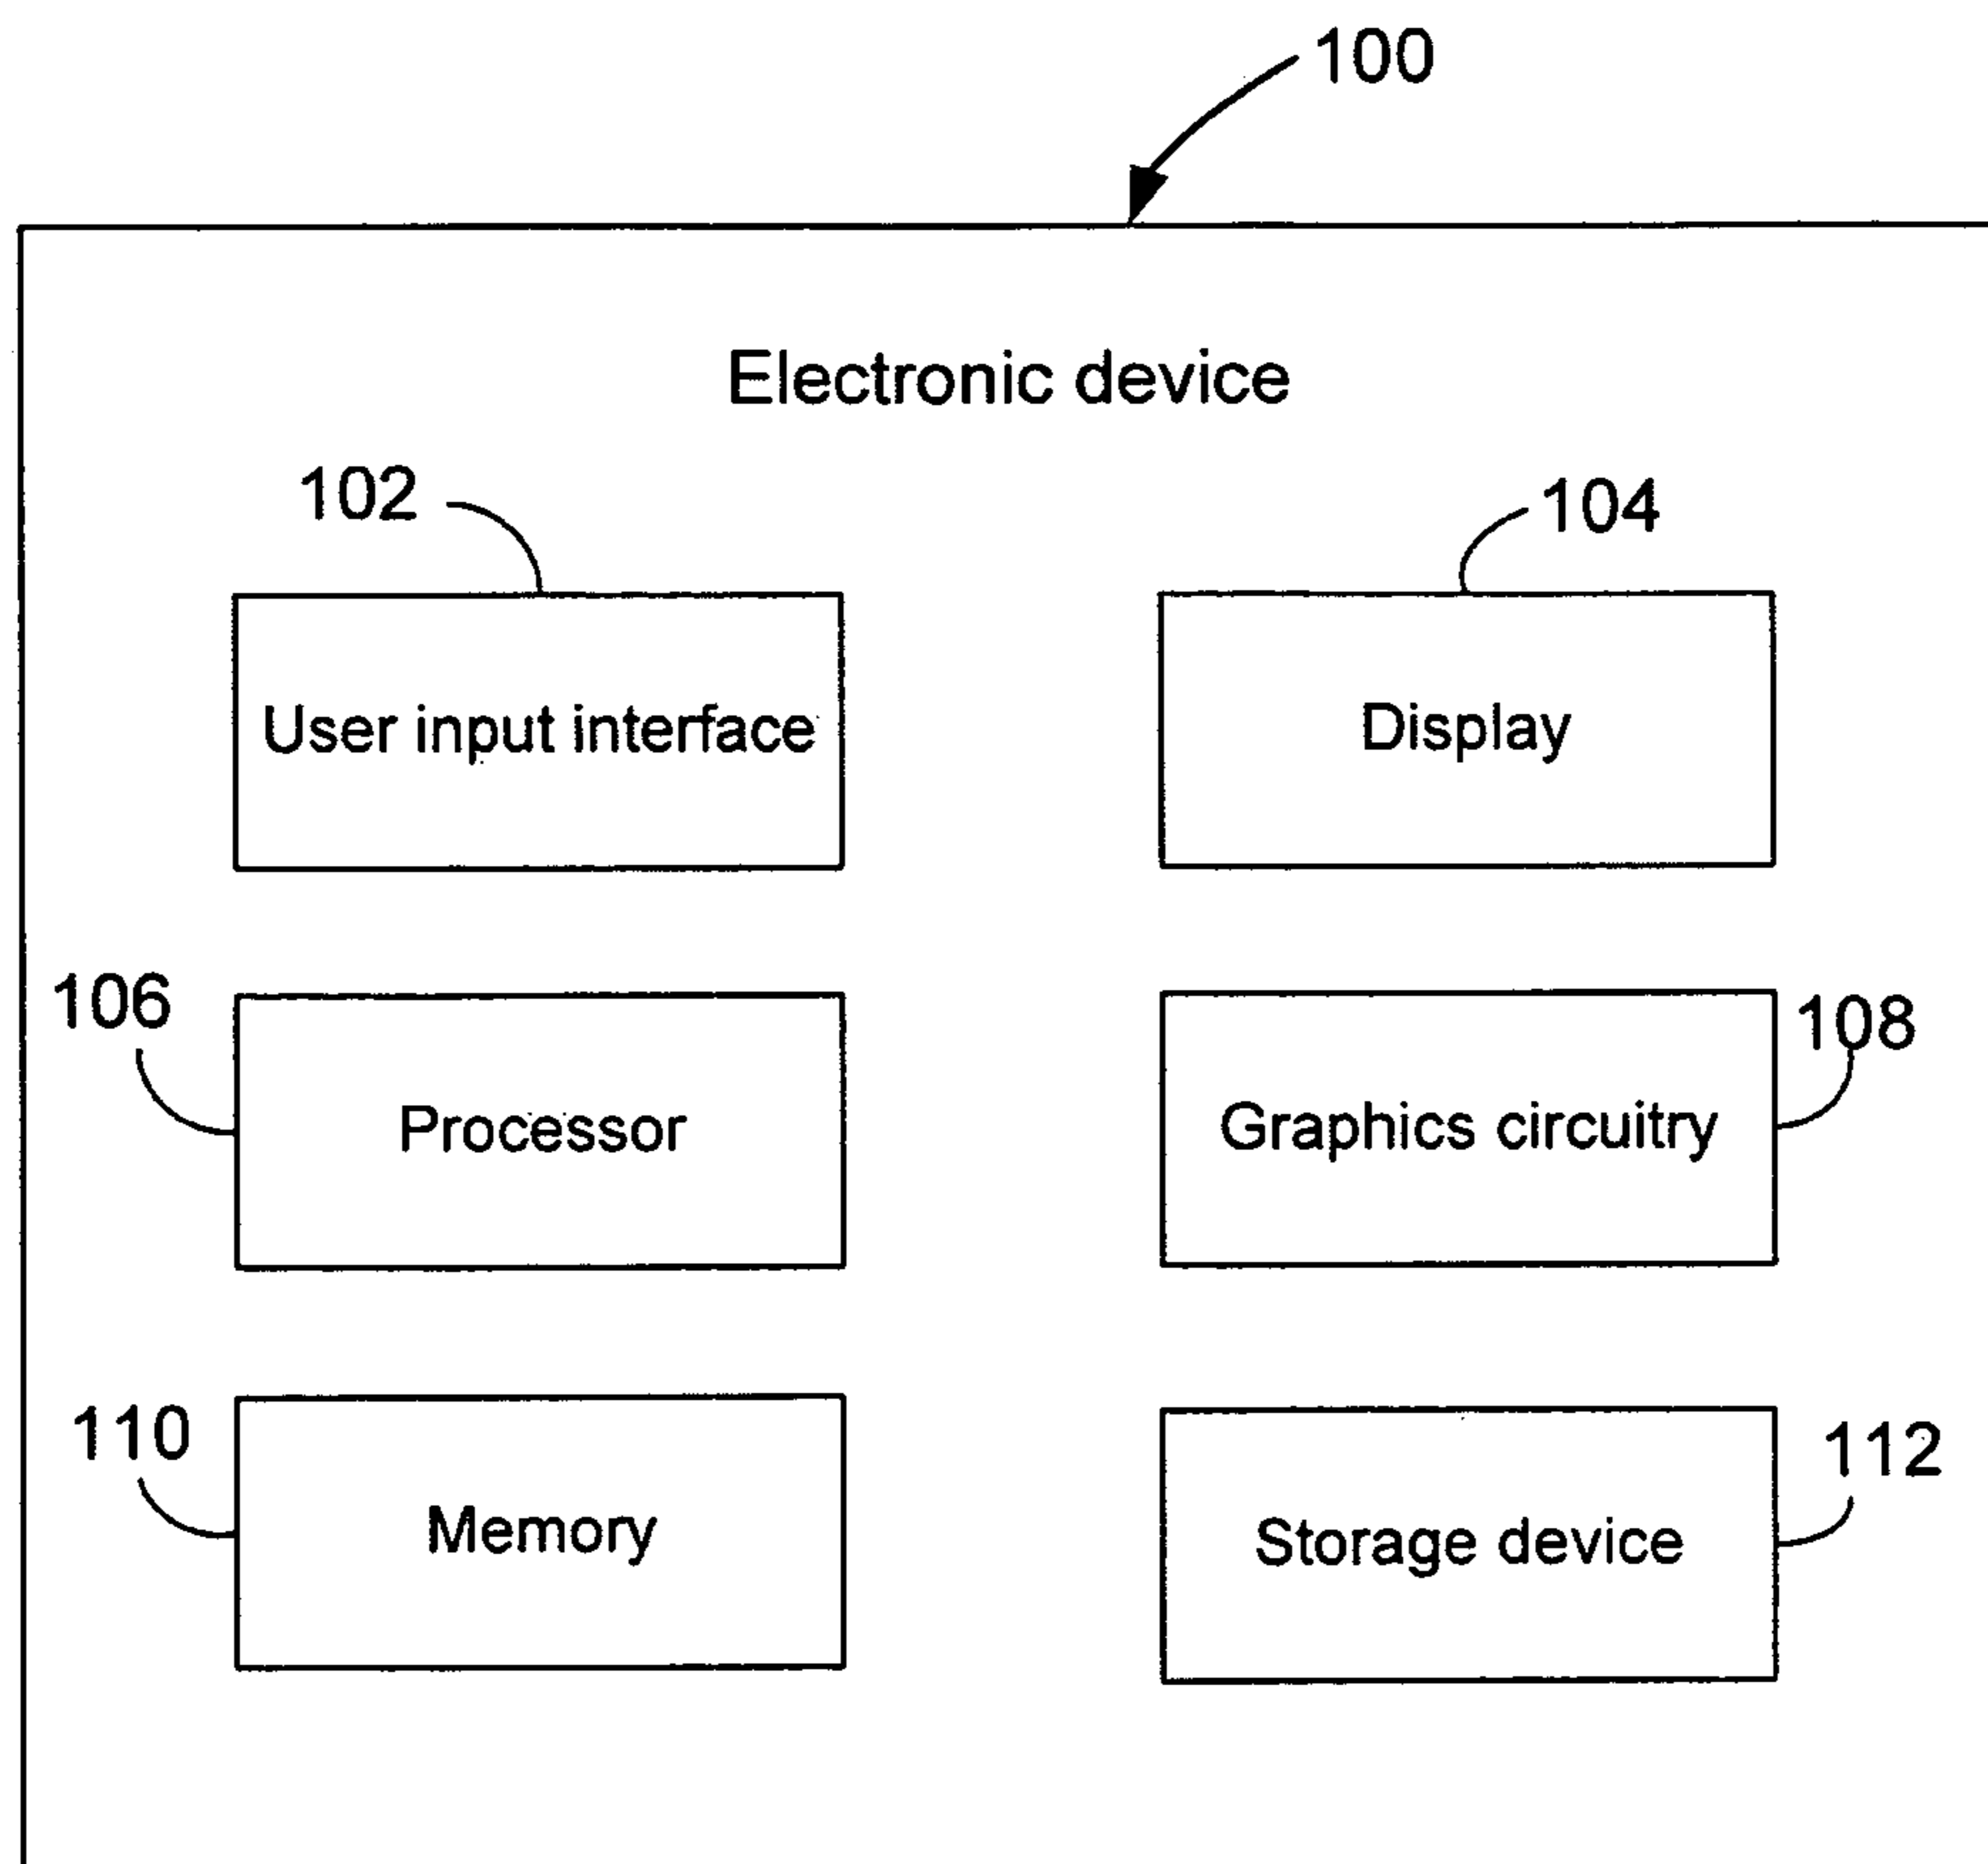 100
Electronic device
102
104
User input interface
Display
106
108
Processor
Graphics circuitry
110
112
Memory
Storage device